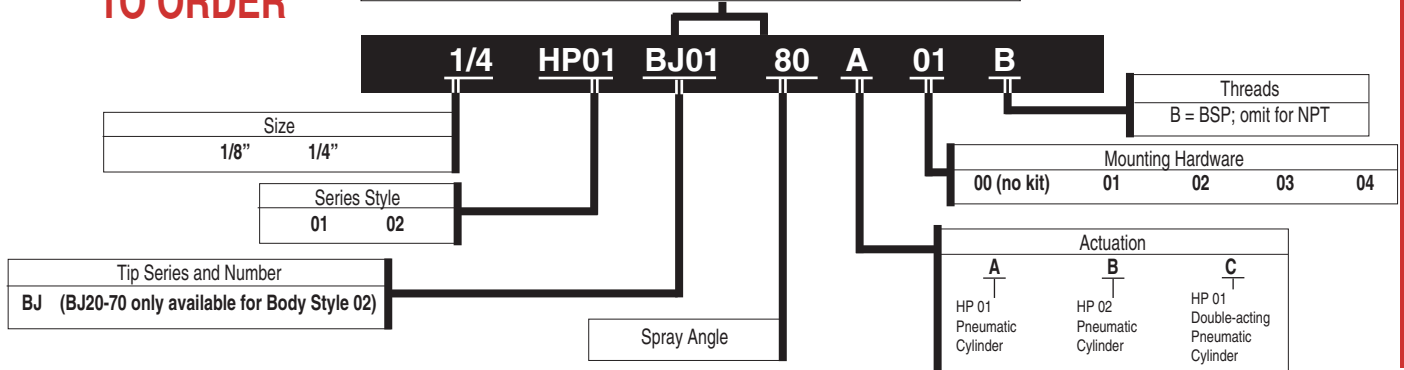 TO ORDER
1/4 HP01 BJ01 80 A 01 B
Threads
B = BSP; omit for NPT
Size
1/8” 1/4”
Mounting Hardware
00 (no kit) 01 02 03 04
Series Style
01 02
Actuation
A B C
HP 01
Pneumatic
Cylinder
HP 02
Pneumatic
Cylinder
HP 01
Double-acting
Pneumatic
Cylinder
Tip Series and Number
BJ (BJ20-70 only available for Body Style 02)
Spray Angle